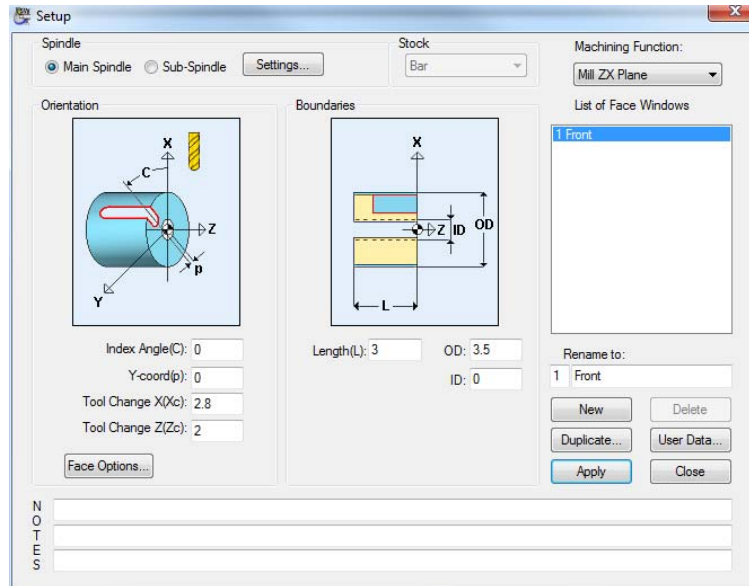 Setup
Spindle
Main Spindle
Sub-Spindle
Settings...
Stock
Bar
Machining Function:
Mill ZX Plane
Orientation
X
C
Z
p
Y
Index Angle(C): 0
Y-coord(p): 0
Tool Change X(Xc): 2.8
Tool Change Z(Zc): 2
Face Options...
Boundaries
X
Z ID OD
L
Length(L): 3 OD: 3.5
ID: 0
List of Face Windows
1 Front
Rename to:
1 Front
New Delete
Duplicate... User Data...
Apply Close
NOTES